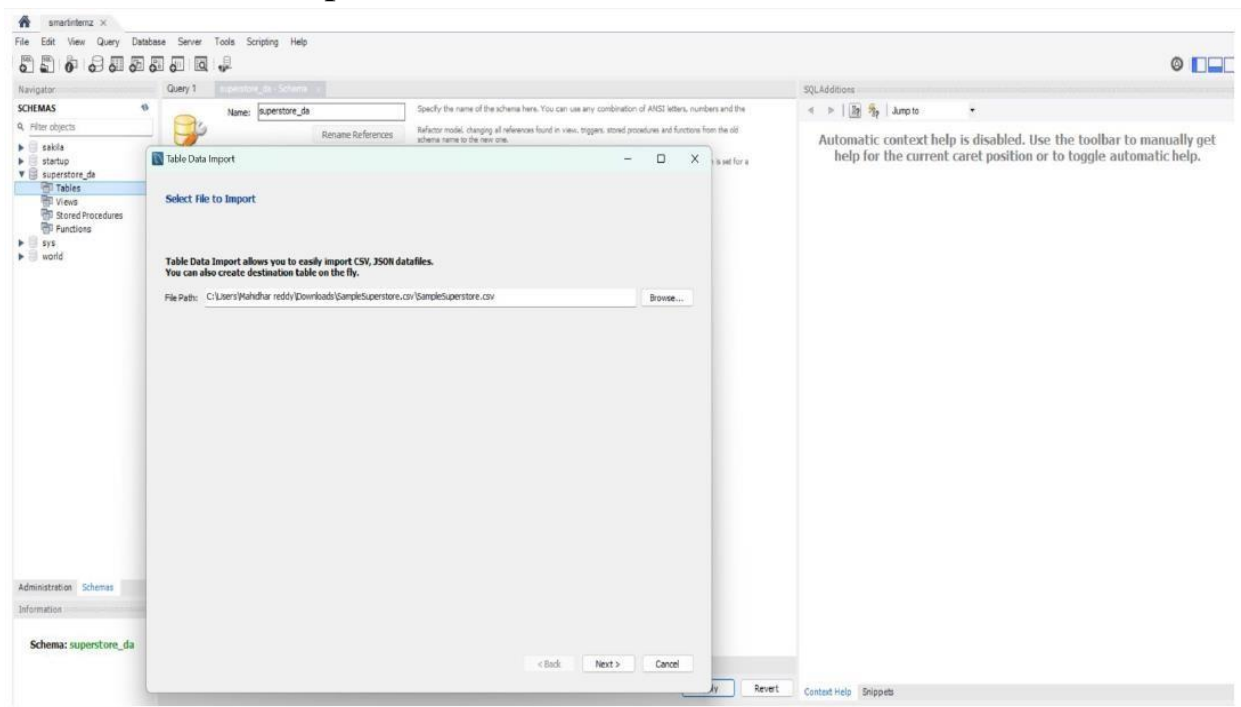 smartinternz ×
File Edit View Query Database Server Tools Scripting Help
Navigator
SCHEMAS
Filter objects
sakila
startup
superstore_da
Tables
Views
Stored Procedures
Functions
sys
world
Administration Schemas
Information
Schema: superstore_da
Query 1 superstore_da - Schema ×
Name: superstore_da
Rename References
Specify the name of the schema here. You can use any combination of ANSI letters, numbers and the
Refactor model, changing all references found in view, triggers, stored procedures and functions from the old
schema name to the new one.
is set for a
Table Data Import
Select File to Import
Table Data Import allows you to easily import CSV, JSON datafiles.
You can also create destination table on the fly.
File Path: C:\Users\Mahidhar reddy\Downloads\SampleSuperstore.csv\SampleSuperstore.csv Browse...
< Back Next > Cancel
ly Revert
SQLAdditions
Jump to
Automatic context help is disabled. Use the toolbar to manually get
help for the current caret position or to toggle automatic help.
Context Help Snippets